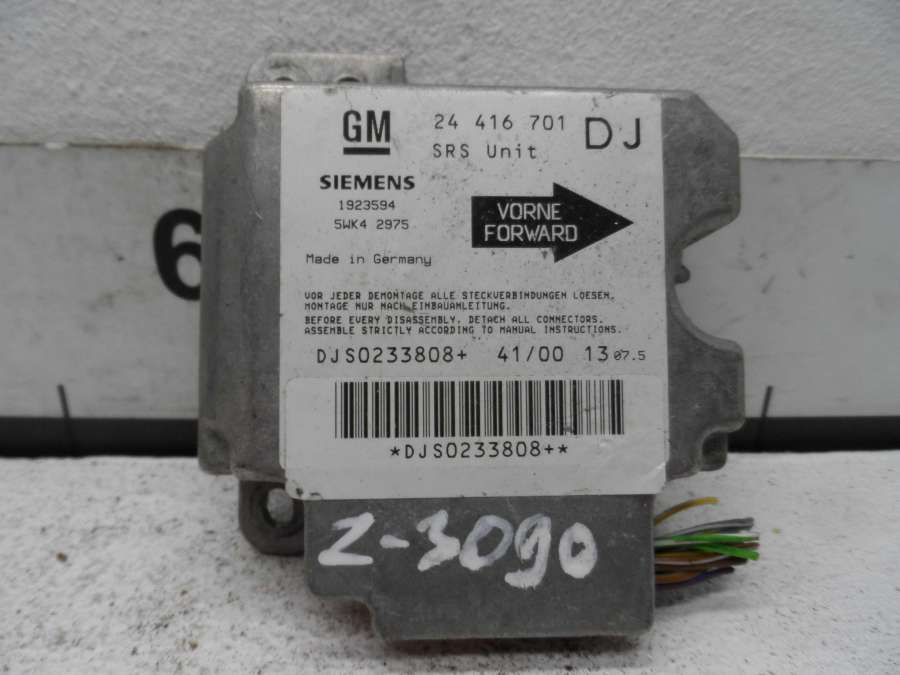 GM 24 416 701 DJ
SRS Unit
SIEMENS
1923594
5WK4 2975
VORNE
FORWARD
Made in Germany
VOR JEDER DEMONTAGE ALLE STECKVERBINDUNGEN LOESEN.
MONTAGE NUR NACH EINBAUANLEITUNG.
BEFORE EVERY DISASSEMBLY, DETACH ALL CONNECTORS.
ASSEMBLE STRICTLY ACCORDING TO MANUAL INSTRUCTIONS.
DJS0233808+ 41/00 13 07.5
*DJS0233808+*
Z-3090
6